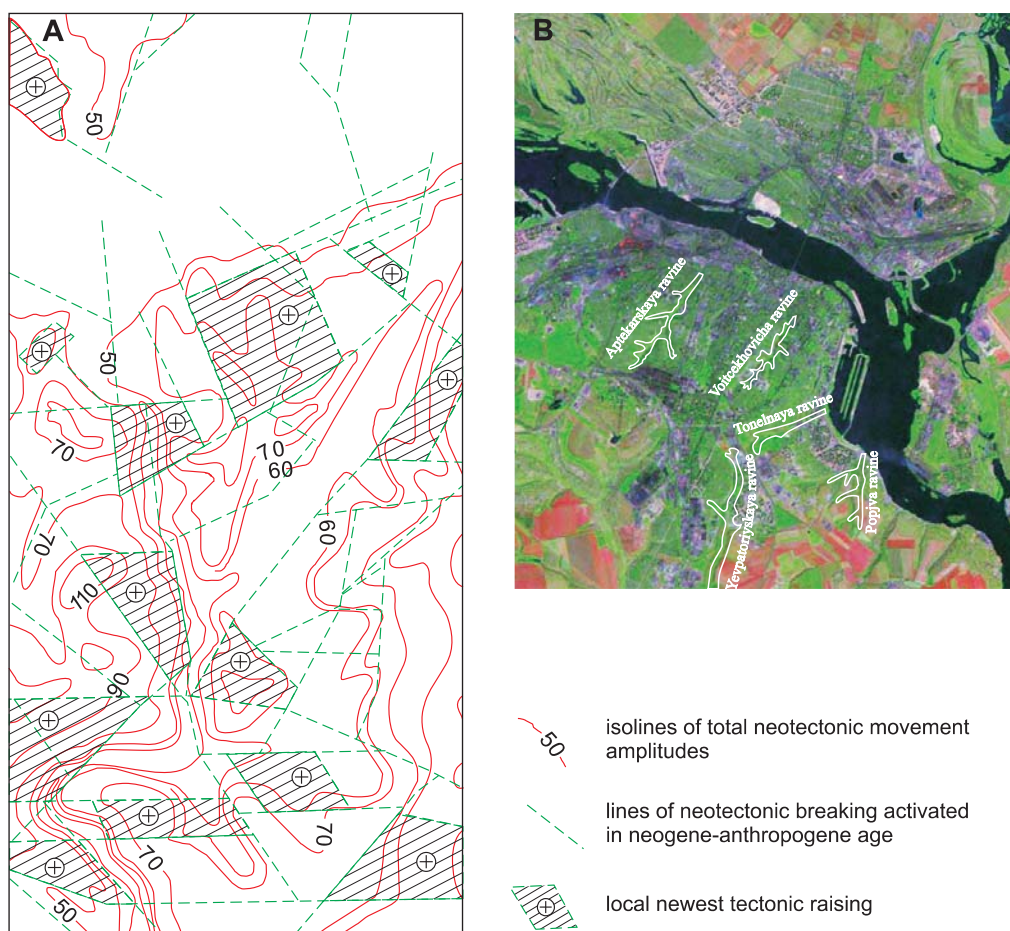 A
50
50
70
70
60
70
60
110
90
70
70
50
B
Aptekarskaya ravine
Voitcekhovicha ravine
Tonelnaya ravine
Yevpatoriyskaya ravine
Popjva ravine
50
isolines of total neotectonic movement
amplitudes
lines of neotectonic breaking activated
in neogene-anthropogene age
local newest tectonic raising